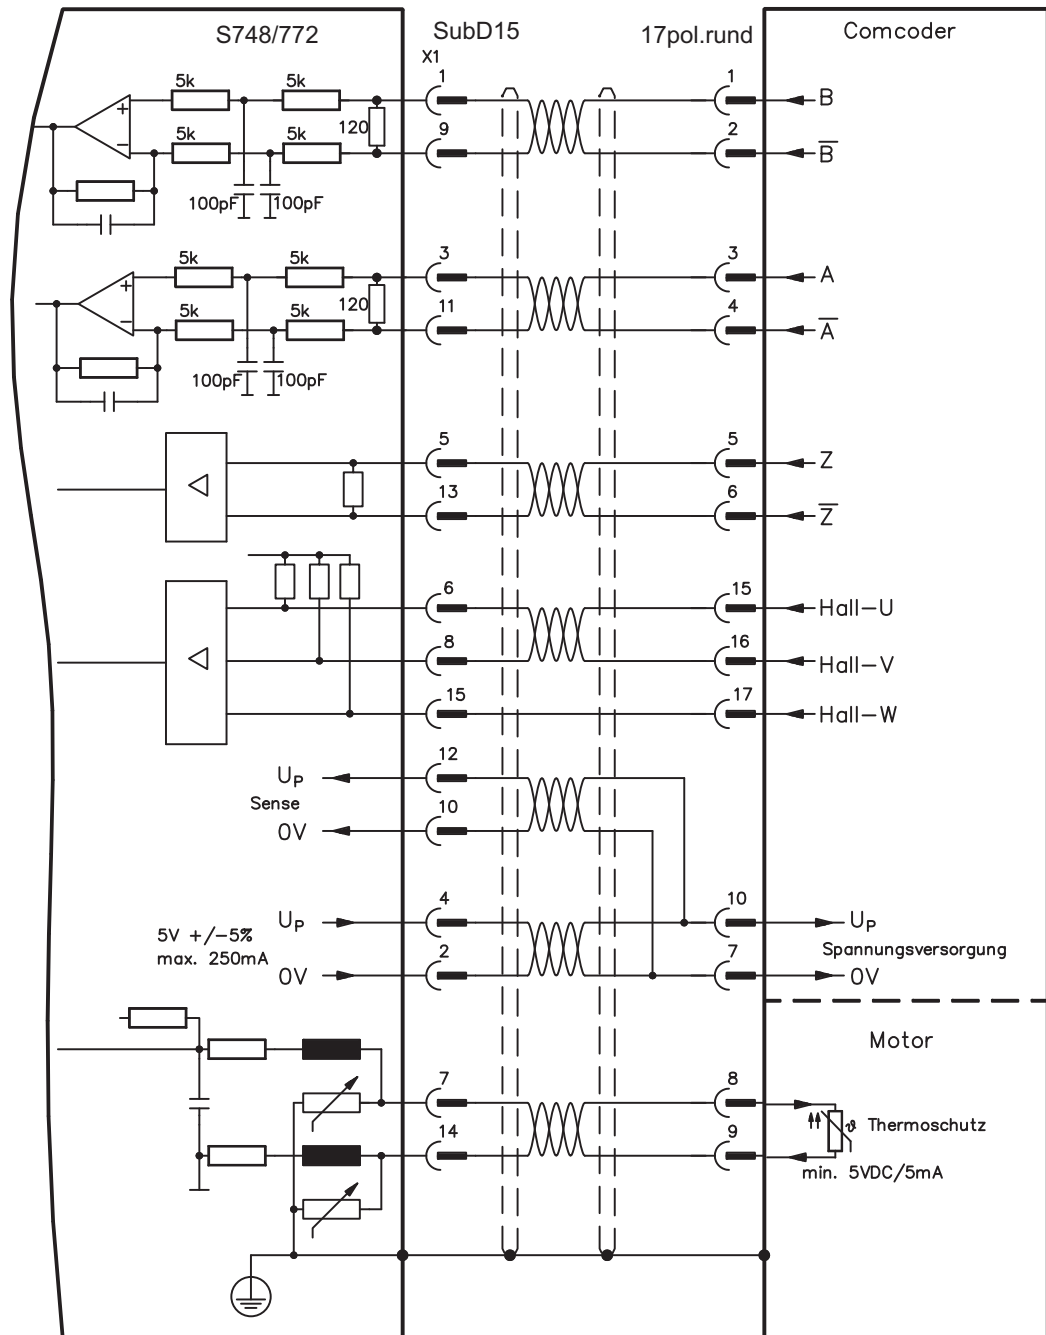 S748/772 SubD15 17pol.rund Comcoder
X1
5k 5k 1 1 B
120
5k 5k 9 2 B̅
100pF 100pF
5k 5k 3 3 A
120
5k 5k 11 4 A̅
100pF 100pF
5 5 Z
13 6 Z̅
6 15 Hall-U
8 16 Hall-V
15 17 Hall-W
UP 12
Sense
0V 10
UP 4 10 UP
5V +/-5%
max. 250mA
Spannungsversorgung
0V 2 7 0V
Motor
7 8
ϑ Thermoschutz
14 9
min. 5VDC/5mA